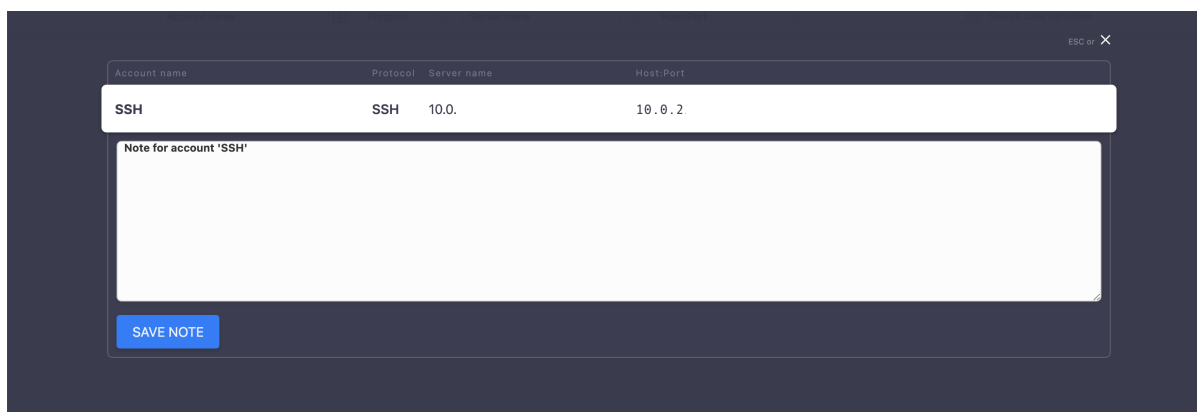 ESC or ✕
Account name Protocol Server name Host:Port
SSH SSH 10.0. 10.0.2
Note for account 'SSH'
SAVE NOTE